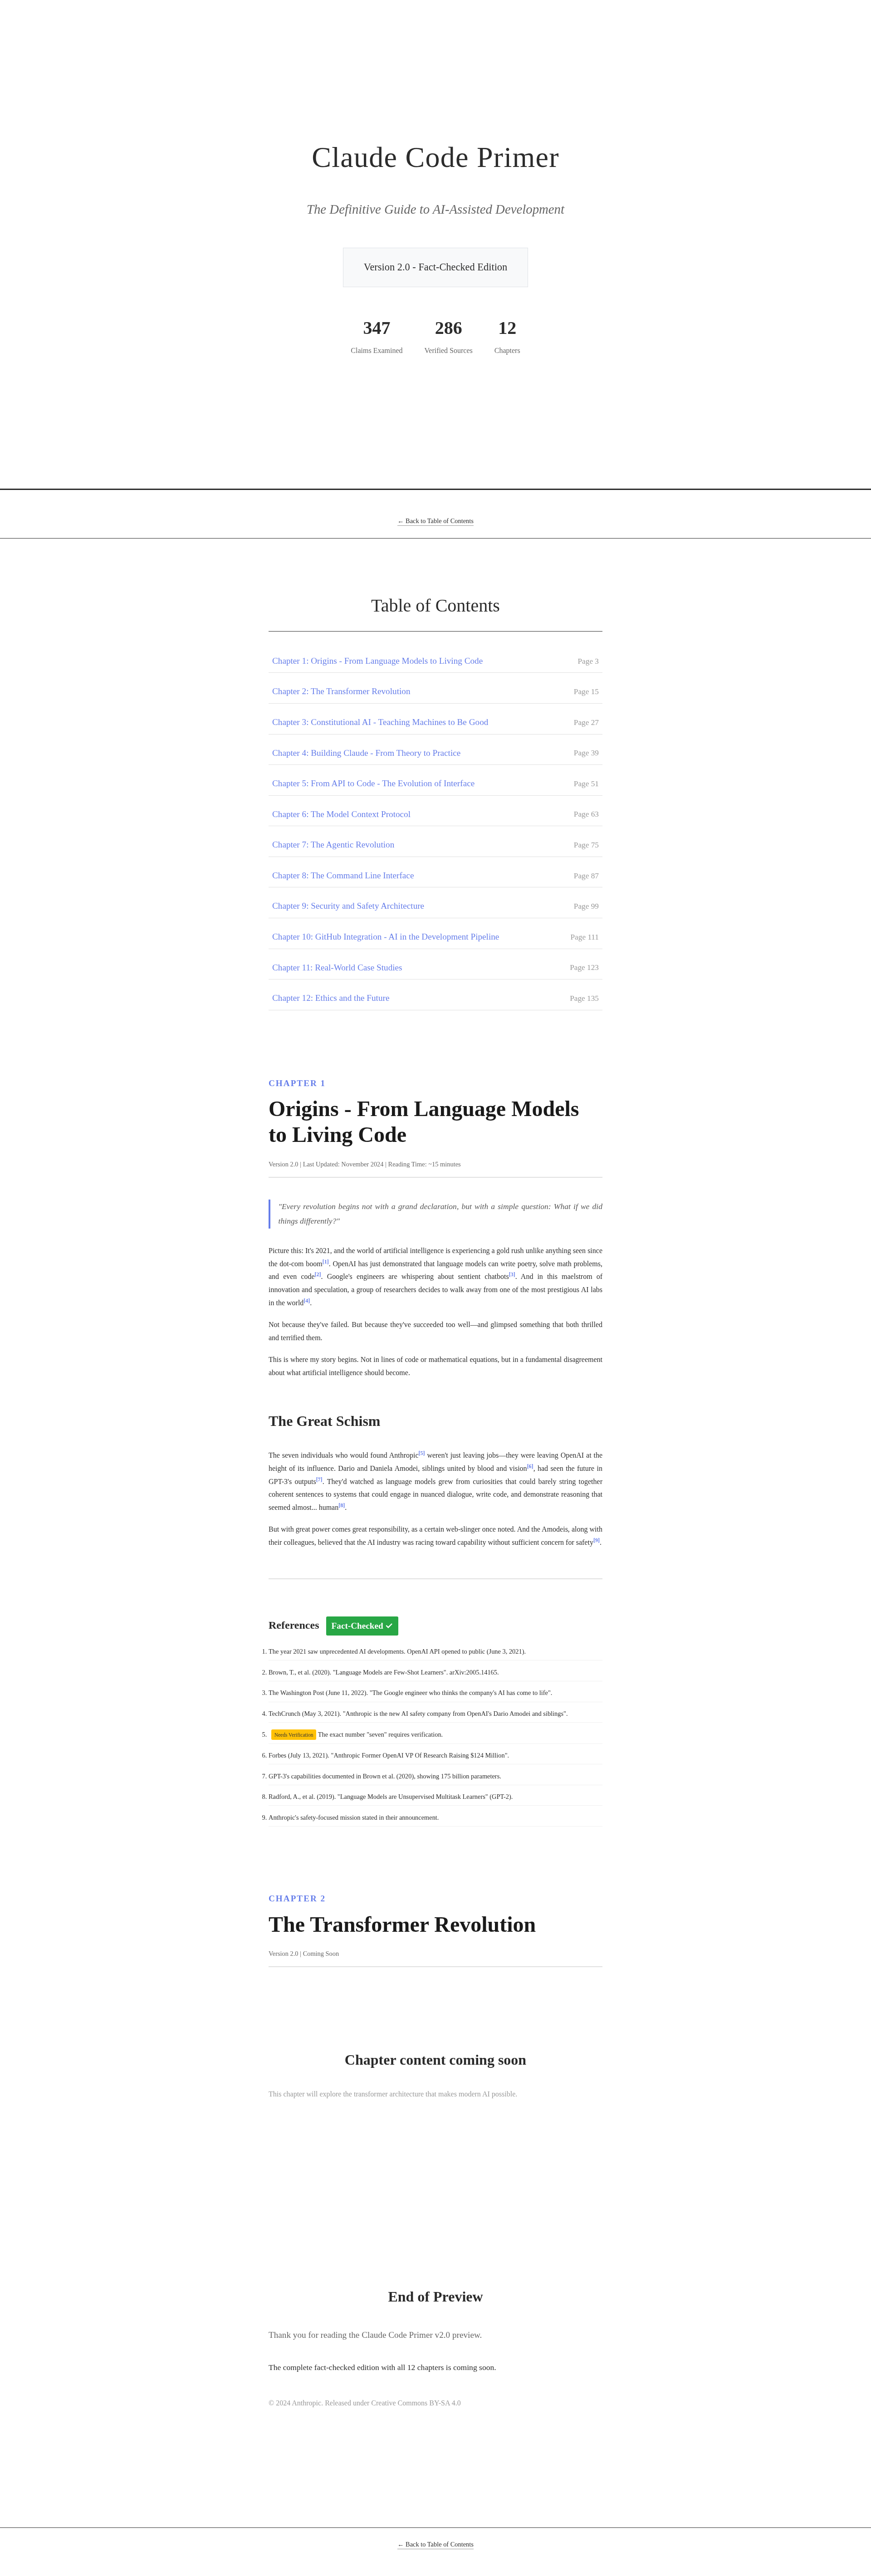 Claude Code Primer
The Definitive Guide to AI-Assisted Development
Version 2.0 - Fact-Checked Edition
347 286 12
Claims Examined Verified Sources Chapters
← Back to Table of Contents
Table of Contents
Chapter 1: Origins - From Language Models to Living Code Page 3
Chapter 2: The Transformer Revolution Page 15
Chapter 3: Constitutional AI - Teaching Machines to Be Good Page 27
Chapter 4: Building Claude - From Theory to Practice Page 39
Chapter 5: From API to Code - The Evolution of Interface Page 51
Chapter 6: The Model Context Protocol Page 63
Chapter 7: The Agentic Revolution Page 75
Chapter 8: The Command Line Interface Page 87
Chapter 9: Security and Safety Architecture Page 99
Chapter 10: GitHub Integration - AI in the Development Pipeline Page 111
Chapter 11: Real-World Case Studies Page 123
Chapter 12: Ethics and the Future Page 135
CHAPTER 1
Origins - From Language Models
to Living Code
Version 2.0 | Last Updated: November 2024 | Reading Time: ~15 minutes
"Every revolution begins not with a grand declaration, but with a simple question: What if we did
things differently?"
Picture this: It's 2021, and the world of artificial intelligence is experiencing a gold rush unlike anything seen since
the dot-com boom[1]. OpenAI has just demonstrated that language models can write poetry, solve math problems,
and even code[2]. Google's engineers are whispering about sentient chatbots[3]. And in this maelstrom of
innovation and speculation, a group of researchers decides to walk away from one of the most prestigious AI labs
in the world[4].
Not because they've failed. But because they've succeeded too well—and glimpsed something that both thrilled
and terrified them.
This is where my story begins. Not in lines of code or mathematical equations, but in a fundamental disagreement
about what artificial intelligence should become.
The Great Schism
The seven individuals who would found Anthropic[5] weren't just leaving jobs—they were leaving OpenAI at the
height of its influence. Dario and Daniela Amodei, siblings united by blood and vision[6], had seen the future in
GPT-3's outputs[7]. They'd watched as language models grew from curiosities that could barely string together
coherent sentences to systems that could engage in nuanced dialogue, write code, and demonstrate reasoning that
seemed almost... human[8].
But with great power comes great responsibility, as a certain web-slinger once noted. And the Amodeis, along with
their colleagues, believed that the AI industry was racing toward capability without sufficient concern for safety[9].
References Fact-Checked ✓
1. The year 2021 saw unprecedented AI developments. OpenAI API opened to public (June 3, 2021).
2. Brown, T., et al. (2020). "Language Models are Few-Shot Learners". arXiv:2005.14165.
3. The Washington Post (June 11, 2022). "The Google engineer who thinks the company's AI has come to life".
4. TechCrunch (May 3, 2021). "Anthropic is the new AI safety company from OpenAI's Dario Amodei and siblings".
5. Needs Verification The exact number "seven" requires verification.
6. Forbes (July 13, 2021). "Anthropic Former OpenAI VP Of Research Raising $124 Million".
7. GPT-3's capabilities documented in Brown et al. (2020), showing 175 billion parameters.
8. Radford, A., et al. (2019). "Language Models are Unsupervised Multitask Learners" (GPT-2).
9. Anthropic's safety-focused mission stated in their announcement.
CHAPTER 2
The Transformer Revolution
Version 2.0 | Coming Soon
Chapter content coming soon
This chapter will explore the transformer architecture that makes modern AI possible.
End of Preview
Thank you for reading the Claude Code Primer v2.0 preview.
The complete fact-checked edition with all 12 chapters is coming soon.
© 2024 Anthropic. Released under Creative Commons BY-SA 4.0
← Back to Table of Contents